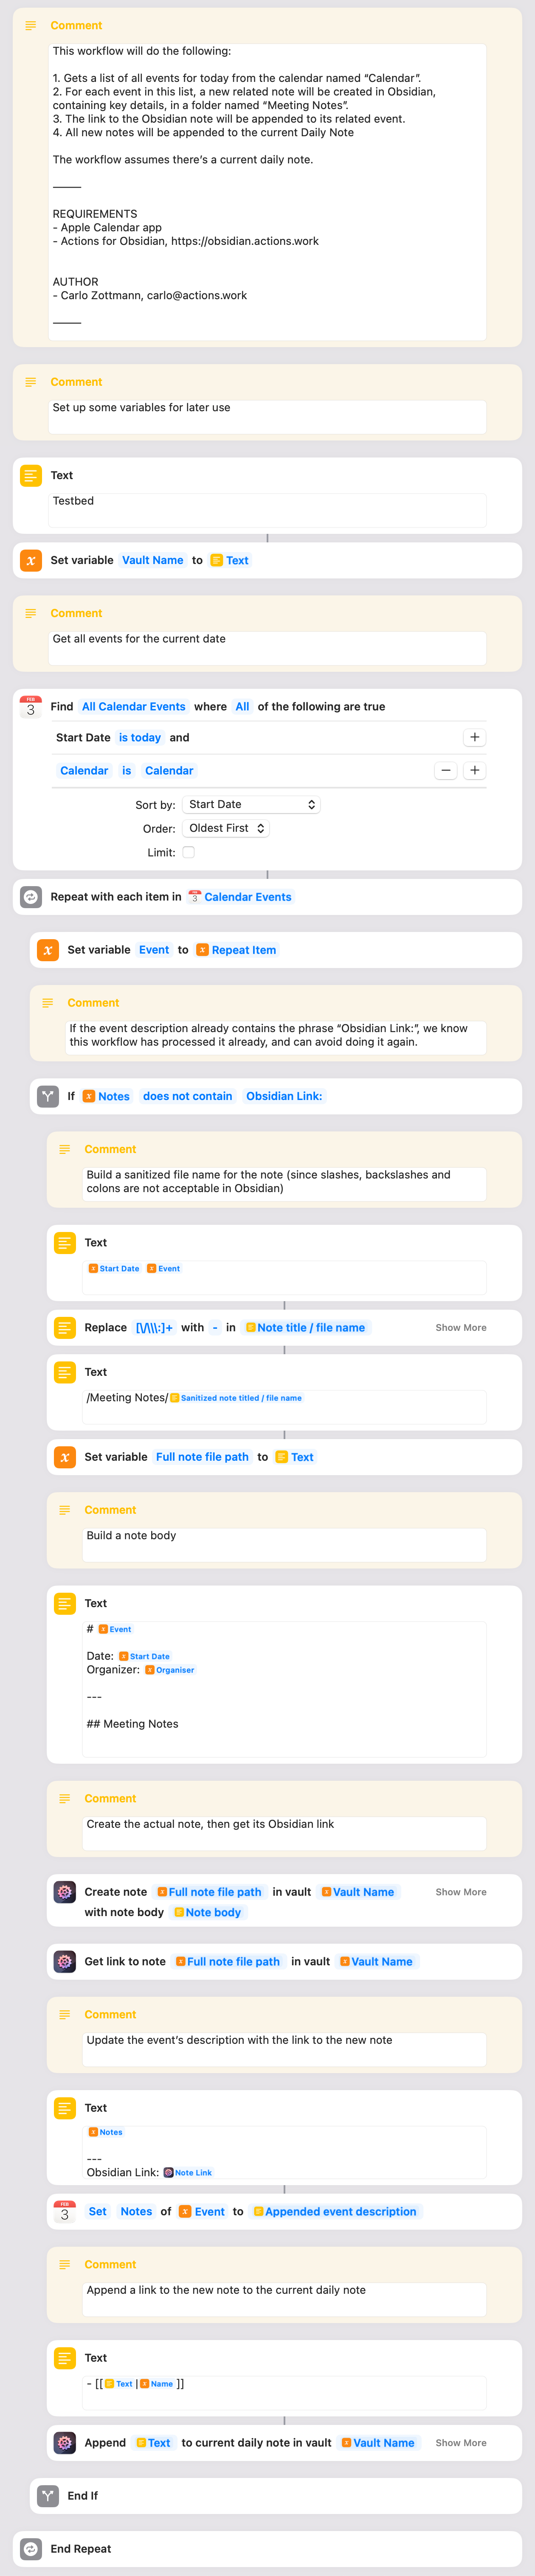 Comment
This workflow will do the following:
1. Gets a list of all events for today from the calendar named “Calendar”.
2. For each event in this list, a new related note will be created in Obsidian,
containing key details, in a folder named “Meeting Notes”.
3. The link to the Obsidian note will be appended to its related event.
4. All new notes will be appended to the current Daily Note
The workflow assumes there’s a current daily note.
———
REQUIREMENTS
- Apple Calendar app
- Actions for Obsidian, https://obsidian.actions.work
AUTHOR
- Carlo Zottmann, carlo@actions.work
———
Comment
Set up some variables for later use
Text
Testbed
x Set variable Vault Name to Text
Comment
Get all events for the current date
FEB
3
Find All Calendar Events where All of the following are true
Start Date is today and +
Calendar is Calendar − +
Sort by: Start Date
Order: Oldest First
Limit:
Repeat with each item in 3 Calendar Events
x Set variable Event to x Repeat Item
Comment
If the event description already contains the phrase “Obsidian Link:”, we know
this workflow has processed it already, and can avoid doing it again.
If x Notes does not contain Obsidian Link:
Comment
Build a sanitized file name for the note (since slashes, backslashes and
colons are not acceptable in Obsidian)
Text
x Start Date x Event
Replace [\/\\:]+ with - in Note title / file name Show More
Text
/Meeting Notes/ Sanitized note titled / file name
x Set variable Full note file path to Text
Comment
Build a note body
Text
# x Event
Date: x Start Date
Organizer: x Organiser
---
## Meeting Notes
Comment
Create the actual note, then get its Obsidian link
Create note x Full note file path in vault x Vault Name Show More
with note body Note body
Get link to note x Full note file path in vault x Vault Name
Comment
Update the event’s description with the link to the new note
Text
x Notes
---
Obsidian Link: Note Link
FEB
3
Set Notes of x Event to Appended event description
Comment
Append a link to the new note to the current daily note
Text
- [[ Text | x Name ]]
Append Text to current daily note in vault x Vault Name Show More
End If
End Repeat